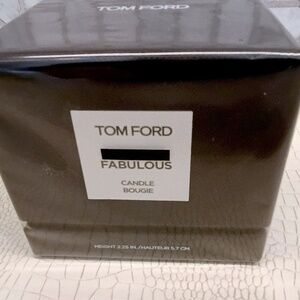 TOM FORD
TOM FORD
FABULOUS
CANDLE
BOUGIE
HEIGHT 2.25 IN./HAUTEUR 5.7 CM